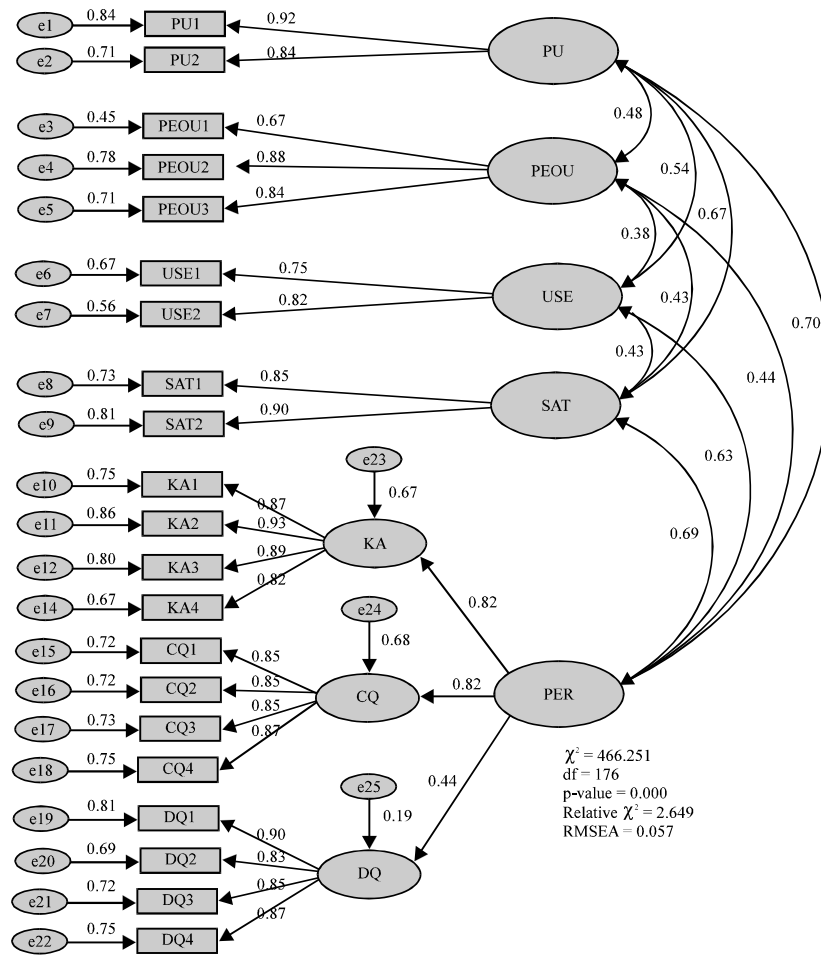 e1 0.84 PU1 0.92 PU
e2 0.71 PU2 0.84
0.48
e3 0.45 PEOU1 0.67
e4 0.78 PEOU2 0.88 PEOU
e5 0.71 PEOU3 0.84
0.54
0.67
0.38
e6 0.67 USE1 0.75 USE
e7 0.56 USE2 0.82
0.43
0.70
0.43
e8 0.73 SAT1 0.85 SAT
e9 0.81 SAT2 0.90
0.44
0.63
e23
0.67
e10 0.75 KA1 0.87
e11 0.86 KA2 0.93 KA
e12 0.80 KA3 0.89
e14 0.67 KA4 0.82
0.69
0.82
e24
0.68
e15 0.72 CQ1 0.85
e16 0.72 CQ2 0.85 CQ 0.82 PER
e17 0.73 CQ3 0.85
e18 0.75 CQ4 0.87
0.44
e25
0.19
e19 0.81 DQ1 0.90
e20 0.69 DQ2 0.83 DQ
e21 0.72 DQ3 0.85
e22 0.75 DQ4 0.87
χ² = 466.251
df = 176
p-value = 0.000
Relative χ² = 2.649
RMSEA = 0.057